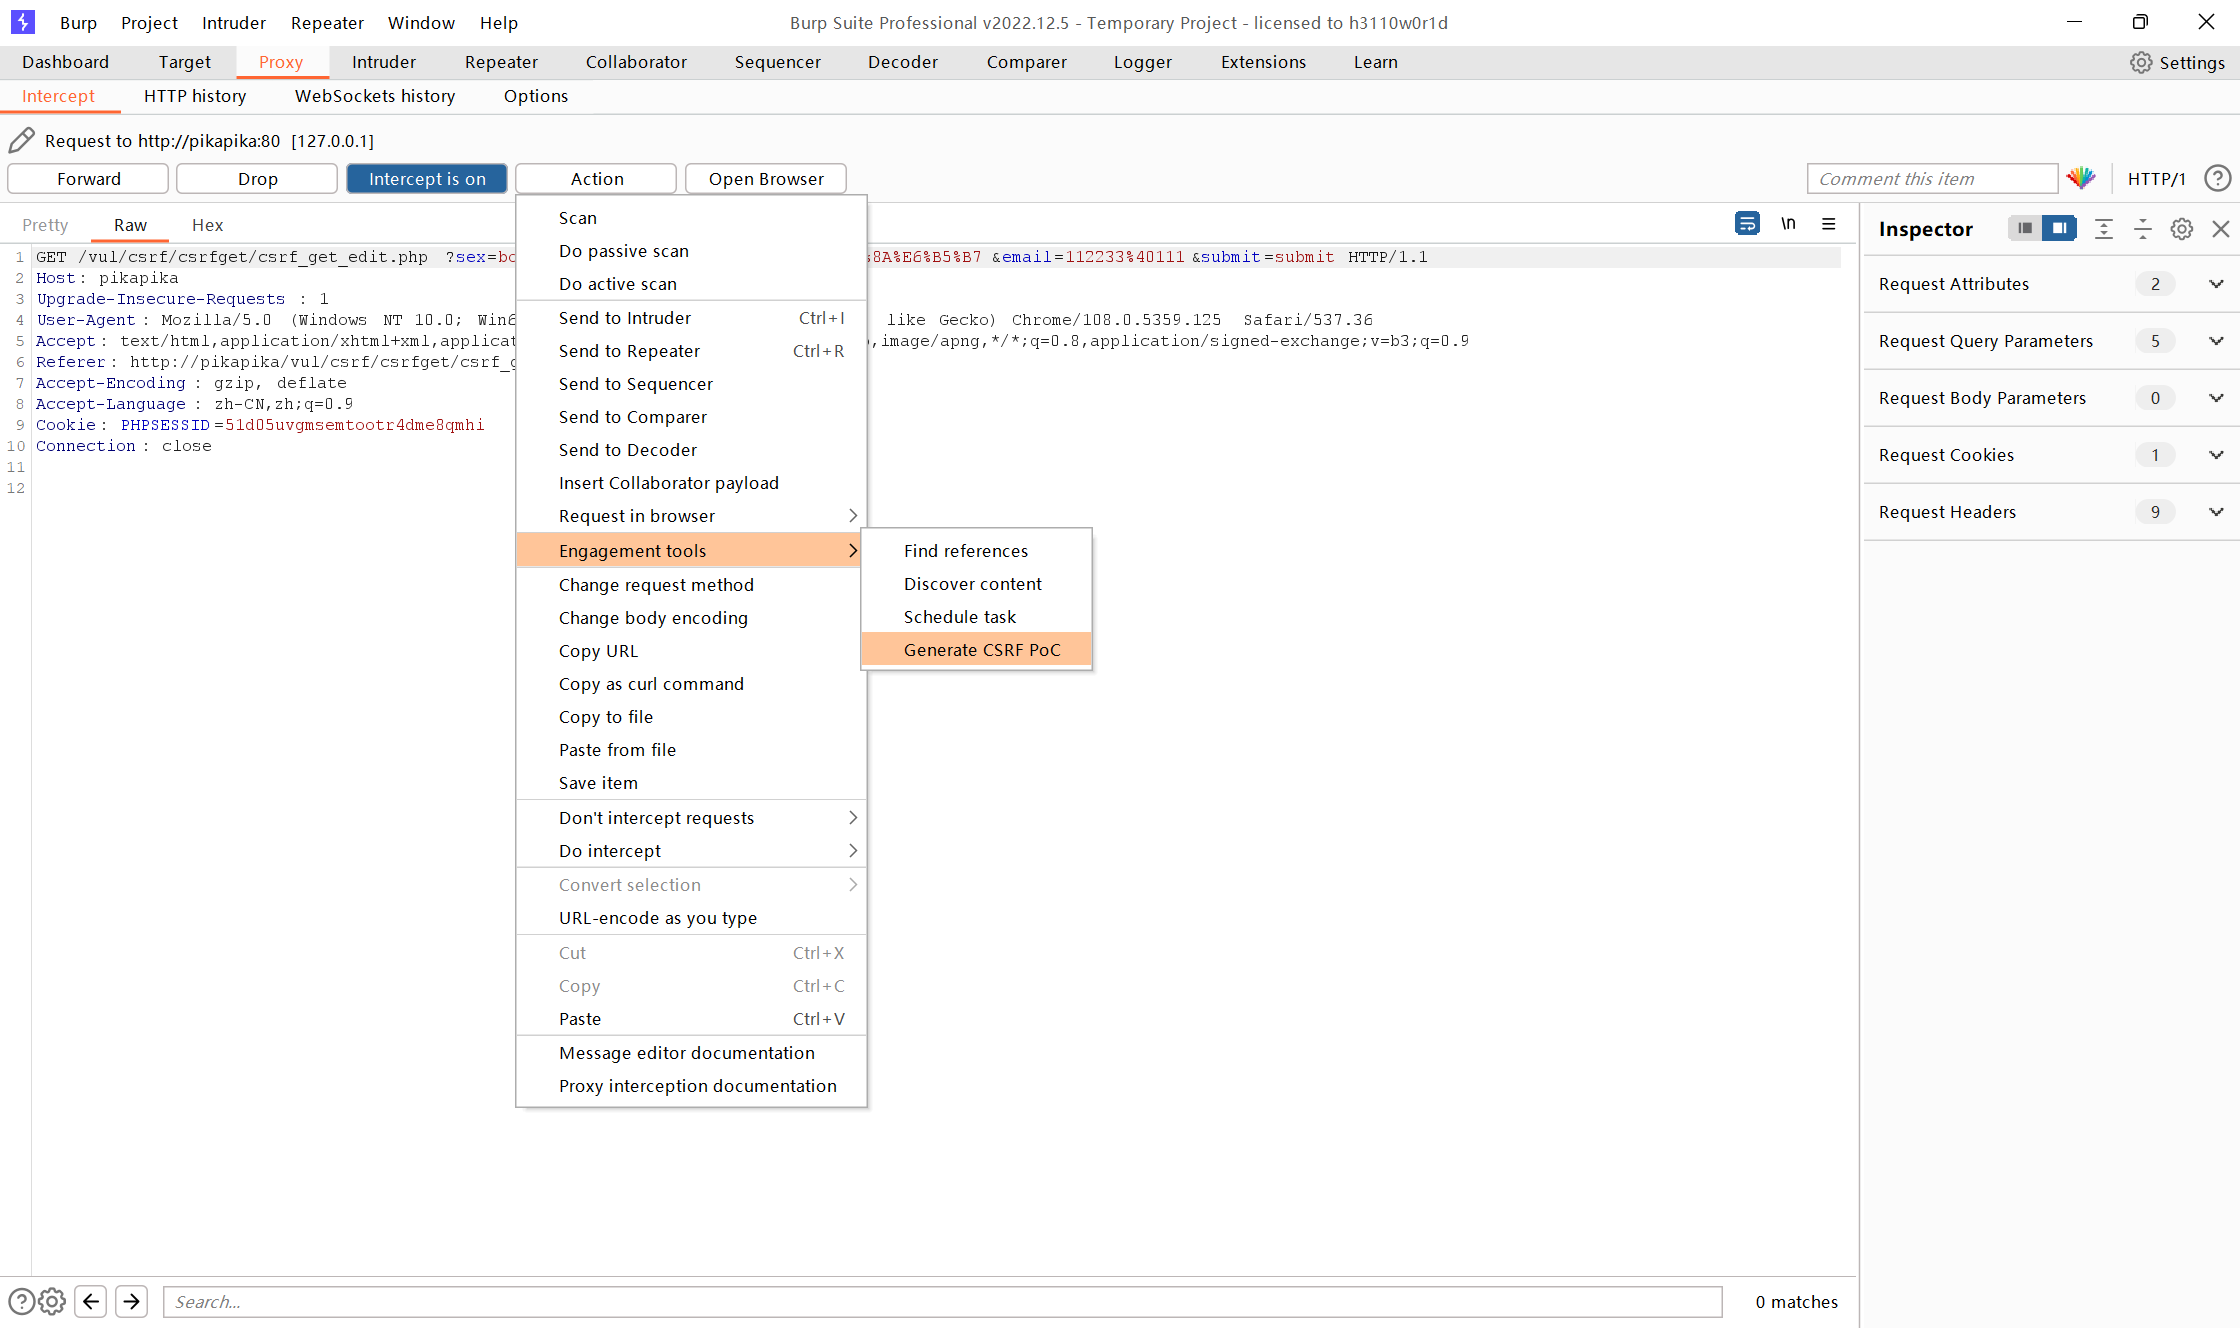 Burp Project Intruder Repeater Window Help Burp Suite Professional v2022.12.5 - Temporary Project - licensed to h3110w0r1d
Dashboard Target Proxy Intruder Repeater Collaborator Sequencer Decoder Comparer Logger Extensions Learn Settings
Intercept HTTP history WebSockets history Options
Request to http://pikapika:80 [127.0.0.1]
Forward Drop Intercept is on Action Open Browser Comment this item HTTP/1
Pretty Raw Hex \n
1 GET /vul/csrf/csrfget/csrf_get_edit.php ?sex= 8A%E6%B5%B7 &email=112233%40111 &submit=submit HTTP/1.1
2 Host: pikapika
3 Upgrade-Insecure-Requests : 1
4 User-Agent : Mozilla/5.0 (Windows NT 10.0; like Gecko) Chrome/108.0.5359.125 Safari/537.36
5 Accept: text/html,application/xhtml+xml,applicat ,image/apng,*/*;q=0.8,application/signed-exchange;v=b3;q=0.9
6 Referer: http://pikapika/vul/csrf/csrfget/csrf_
7 Accept-Encoding : gzip, deflate
8 Accept-Language : zh-CN,zh;q=0.9
9 Cookie: PHPSESSID=51d05uvgmsemtootr4dme8qmhi
10 Connection : close
11
12
Scan
Do passive scan
Do active scan
Send to Intruder Ctrl+I
Send to Repeater Ctrl+R
Send to Sequencer
Send to Comparer
Send to Decoder
Insert Collaborator payload
Request in browser
Engagement tools
Change request method
Change body encoding
Copy URL
Copy as curl command
Copy to file
Paste from file
Save item
Don't intercept requests
Do intercept
Convert selection
URL-encode as you type
Cut Ctrl+X
Copy Ctrl+C
Paste Ctrl+V
Message editor documentation
Proxy interception documentation
Find references
Discover content
Schedule task
Generate CSRF PoC
Inspector
Request Attributes 2
Request Query Parameters 5
Request Body Parameters 0
Request Cookies 1
Request Headers 9
Search... 0 matches